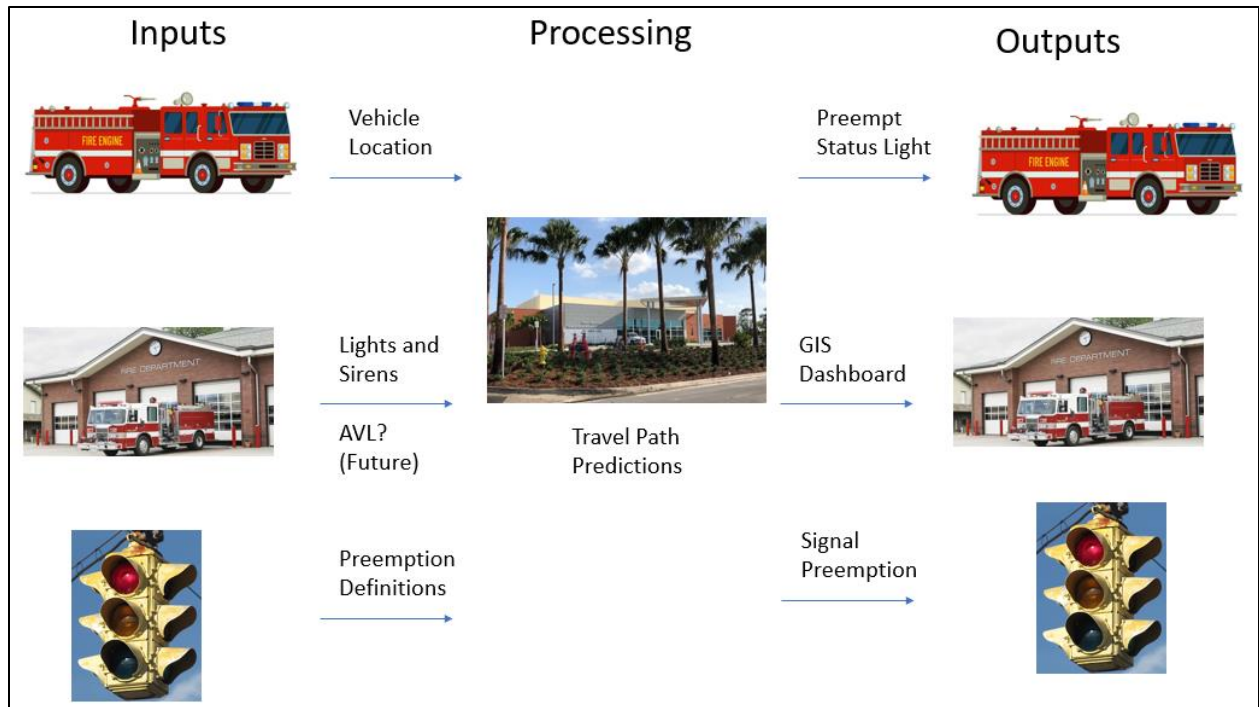 Inputs
Processing
Outputs
FIRE ENGINE
Vehicle
Location
Preempt
Status Light
FIRE ENGINE
FIRE DEPARTMENT
Lights and
Sirens
AVL?
(Future)
Travel Path
Predictions
GIS
Dashboard
FIRE DEPARTMENT
Preemption
Definitions
Signal
Preemption